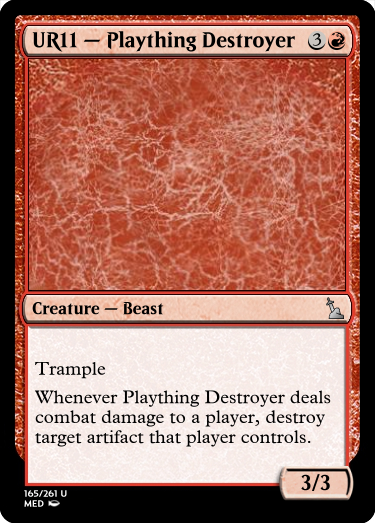 UR11 — Plaything Destroyer 3
Creature — Beast
Trample
Whenever Plaything Destroyer deals
combat damage to a player, destroy
target artifact that player controls.
3/3
165/261 U
MED